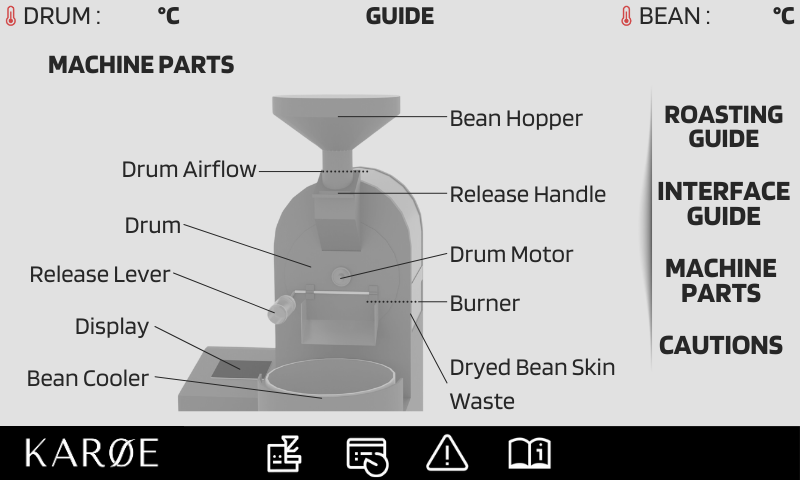 DRUM : °C
GUIDE
BEAN : °C
MACHINE PARTS
Bean Hopper
Drum Airflow
Release Handle
Drum
Drum Motor
Release Lever
Burner
Display
Dryed Bean Skin
Waste
Bean Cooler
ROASTING
GUIDE
INTERFACE
GUIDE
MACHINE
PARTS
CAUTIONS
KARØE